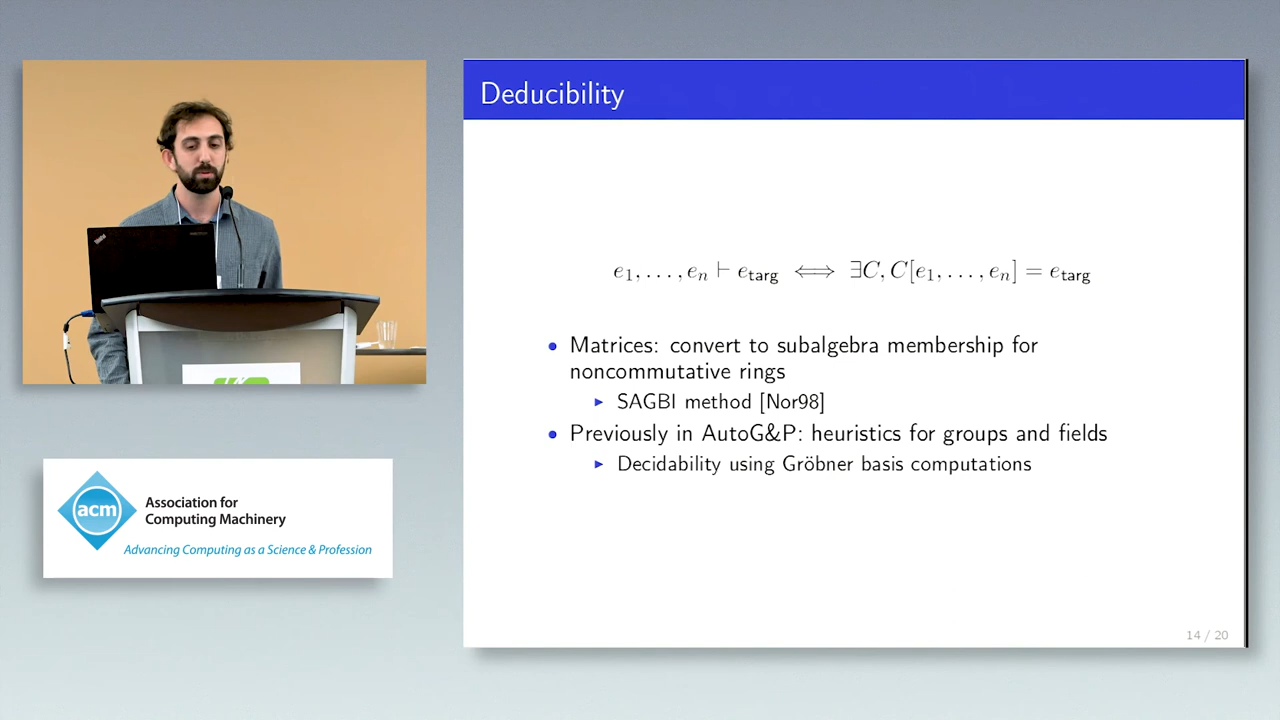 Deducibility
e₁, . . . , eₙ ⊢ e_targ ⟺ ∃C, C[e₁, . . . , eₙ] = e_targ
• Matrices: convert to subalgebra membership for
noncommutative rings
▸ SAGBI method [Nor98]
• Previously in AutoG&P: heuristics for groups and fields
▸ Decidability using Gröbner basis computations
14 / 20
acm
Association for
Computing Machinery
Advancing Computing as a Science & Profession